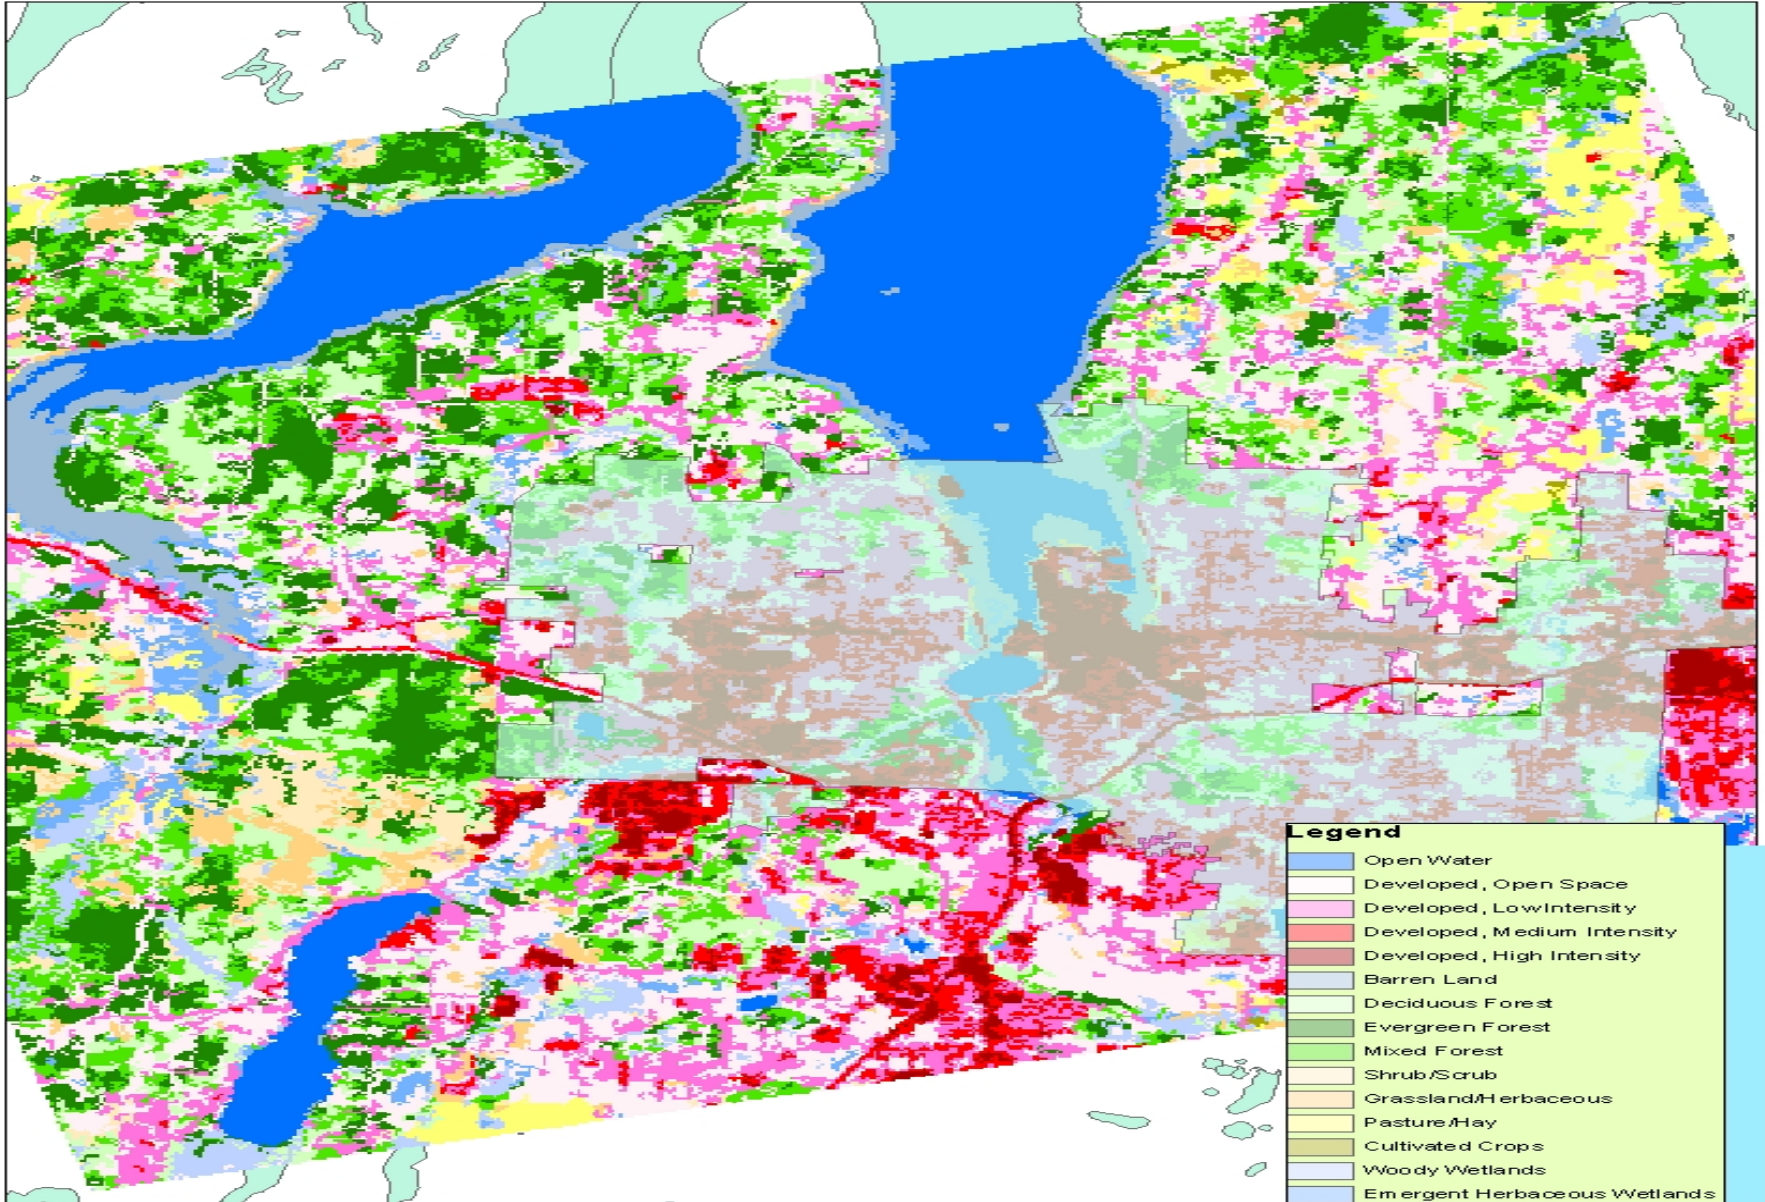 Legend
Open Water
Developed, Open Space
Developed, Low Intensity
Developed, Medium Intensity
Developed, High Intensity
Barren Land
Deciduous Forest
Evergreen Forest
Mixed Forest
Shrub/Scrub
Grassland/Herbaceous
Pasture/Hay
Cultivated Crops
Woody Wetlands
Emergent Herbaceous Wetlands